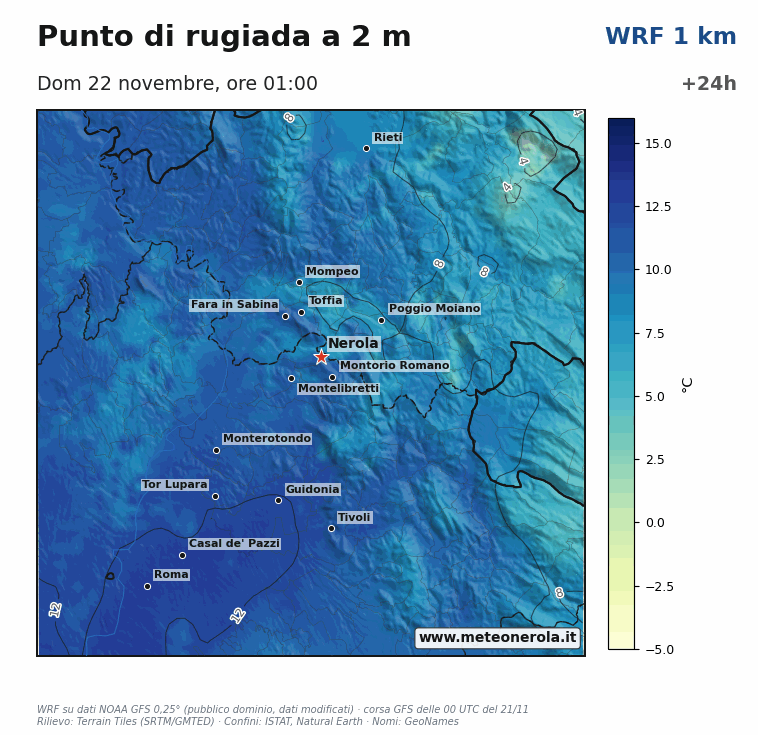 Punto di rugiada a 2 m
WRF 1 km
Dom 22 novembre, ore 01:00
+24h
8
4
Rieti
4
4
8
8
Mompeo
Toffia
Fara in Sabina
Poggio Moiano
Nerola
Montorio Romano
Montelibretti
Monterotondo
Tor Lupara
Guidonia
Tivoli
Casal de' Pazzi
Roma
12
12
8
www.meteonerola.it
15.0
12.5
10.0
7.5
5.0
2.5
0.0
−2.5
−5.0
°C
WRF su dati NOAA GFS 0,25° (pubblico dominio, dati modificati) · corsa GFS delle 00 UTC del 21/11
Rilievo: Terrain Tiles (SRTM/GMTED) · Confini: ISTAT, Natural Earth · Nomi: GeoNames